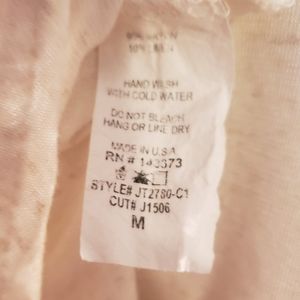 HAND WASH
WITH COLD WATER
DO NOT BLEACH
HANG OR LINE DRY
MADE IN U.S.A
RN #
STYLE# JT2780-C1
CUT# J1506
M